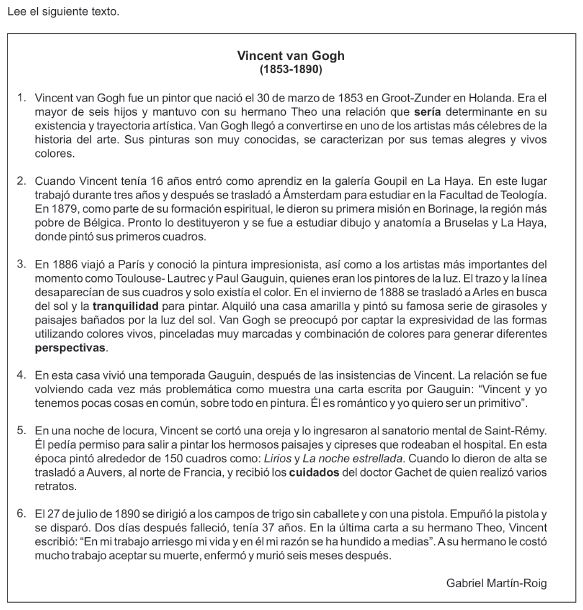 Lee el siguiente texto.
Vincent van Gogh
(1853-1890)
1. Vincent van Gogh fue un pintor que nació el 30 de marzo de 1853 en Groot-Zunder en Holanda. Era el
mayor de seis hijos y mantuvo con su hermano Theo una relación que sería determinante en su
existencia y trayectoria artística. Van Gogh llegó a convertirse en uno de los artistas más célebres de la
historia del arte. Sus pinturas son muy conocidas, se caracterizan por sus temas alegres y vivos
colores.
2. Cuando Vincent tenía 16 años entró como aprendiz en la galería Goupil en La Haya. En este lugar
trabajó durante tres años y después se trasladó a Ámsterdam para estudiar en la Facultad de Teología.
En 1879, como parte de su formación espiritual, le dieron su primera misión en Borinage, la región más
pobre de Bélgica. Pronto lo destituyeron y se fue a estudiar dibujo y anatomía a Bruselas y La Haya,
donde pintó sus primeros cuadros.
3. En 1886 viajó a París y conoció la pintura impresionista, así como a los artistas más importantes del
momento como Toulouse- Lautrec y Paul Gauguin, quienes eran los pintores de la luz. El trazo y la línea
desaparecían de sus cuadros y solo existía el color. En el invierno de 1888 se trasladó a Arles en busca
del sol y la tranquilidad para pintar. Alquiló una casa amarilla y pintó su famosa serie de girasoles y
paisajes bañados por la luz del sol. Van Gogh se preocupó por captar la expresividad de las formas
utilizando colores vivos, pinceladas muy marcadas y combinación de colores para generar diferentes
perspectivas.
4. En esta casa vivió una temporada Gauguin, después de las insistencias de Vincent. La relación se fue
volviendo cada vez más problemática como muestra una carta escrita por Gauguin: “Vincent y yo
tenemos pocas cosas en común, sobre todo en pintura. Él es romántico y yo quiero ser un primitivo”.
5. En una noche de locura, Vincent se cortó una oreja y lo ingresaron al sanatorio mental de Saint-Rémy.
Él pedía permiso para salir a pintar los hermosos paisajes y cipreses que rodeaban el hospital. En esta
época pintó alrededor de 150 cuadros como: Lirios y La noche estrellada. Cuando lo dieron de alta se
trasladó a Auvers, al norte de Francia, y recibió los cuidados del doctor Gachet de quien realizó varios
retratos.
6. El 27 de julio de 1890 se dirigió a los campos de trigo sin caballete y con una pistola. Empuñó la pistola y
se disparó. Dos días después falleció, tenía 37 años. En la última carta a su hermano Theo, Vincent
escribió: “En mi trabajo arriesgo mi vida y en él mi razón se ha hundido a medias”. A su hermano le costó
mucho trabajo aceptar su muerte, enfermó y murió seis meses después.
Gabriel Martín-Roig